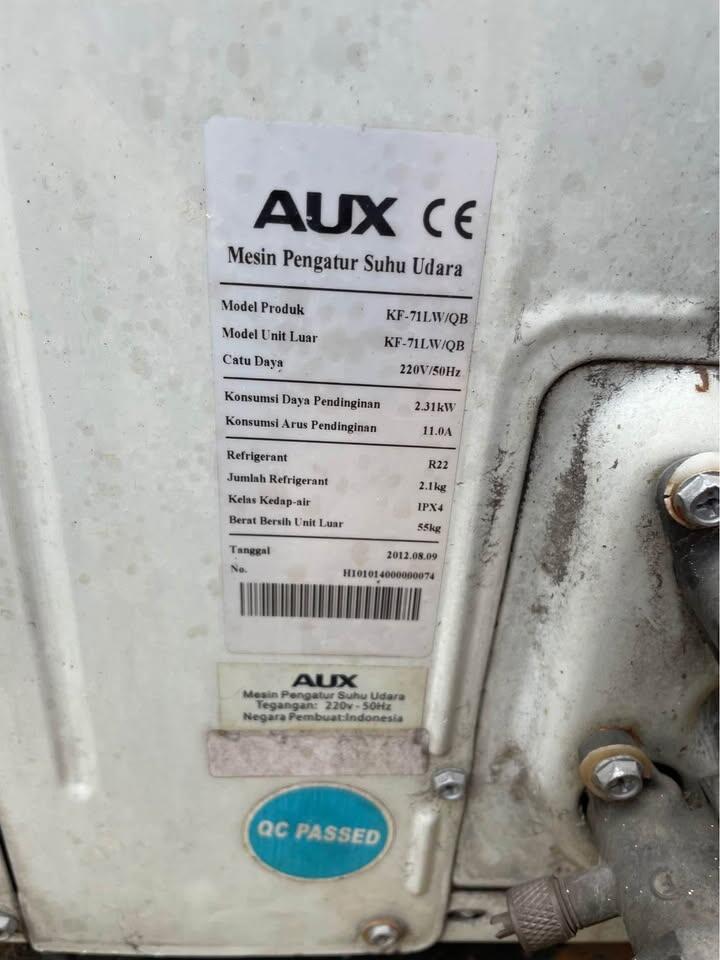 AUX CE
Mesin Pengatur Suhu Udara
Model Produk KF-71LW/QB
Model Unit Luar KF-71LW/QB
Catu Daya 220V/50Hz
Konsumsi Daya Pendinginan 2.31kW
Konsumsi Arus Pendinginan 11.0A
Refrigerant R22
Jumlah Refrigerant 2.1kg
Kelas Kedap-air IPX4
Berat Bersih Unit Luar 55kg
Tanggal 2012.08.09
No. H101014000000074
AUX
Mesin Pengatur Suhu Udara
Tegangan: 220v - 50Hz
Negara Pembuat:Indonesia
QC PASSED